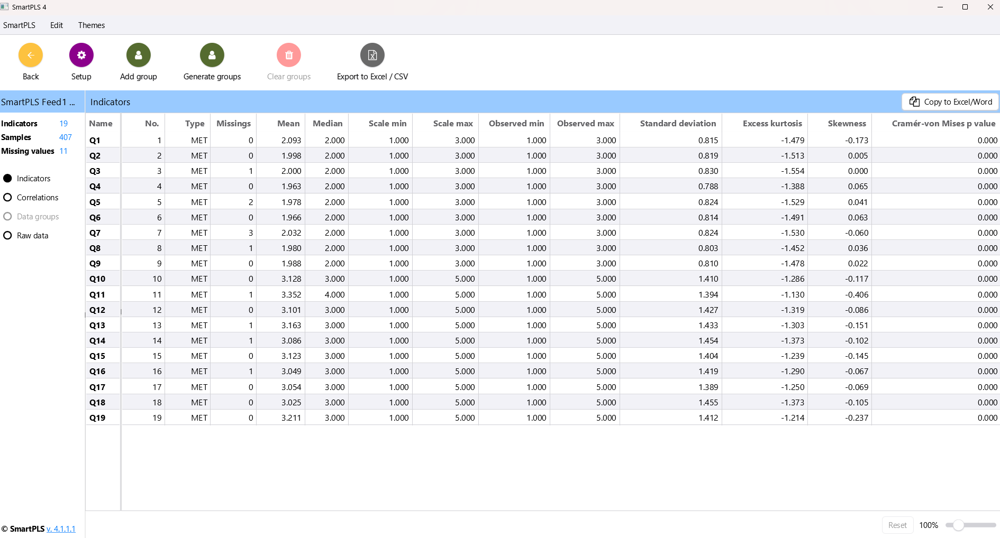 SmartPLS 4
SmartPLS Edit Themes
Back Setup Add group Generate groups Clear groups Export to Excel / CSV
SmartPLS Feed1 ...
Indicators 19
Samples 407
Missing values 11
Indicators
Correlations
Data groups
Raw data
© SmartPLS v. 4.1.1.1
Indicators Copy to Excel/Word
Name No. Type Missings Mean Median Scale min Scale max Observed min Observed max Standard deviation Excess kurtosis Skewness Cramér-von Mises p value
Q1 1 MET 0 2.093 2.000 1.000 3.000 1.000 3.000 0.815 -1.479 -0.173 0.000
Q2 2 MET 0 1.998 2.000 1.000 3.000 1.000 3.000 0.819 -1.513 0.005 0.000
Q3 3 MET 1 2.000 2.000 1.000 3.000 1.000 3.000 0.830 -1.554 0.000 0.000
Q4 4 MET 0 1.963 2.000 1.000 3.000 1.000 3.000 0.788 -1.388 0.065 0.000
Q5 5 MET 2 1.978 2.000 1.000 3.000 1.000 3.000 0.824 -1.529 0.041 0.000
Q6 6 MET 0 1.966 2.000 1.000 3.000 1.000 3.000 0.814 -1.491 0.063 0.000
Q7 7 MET 3 2.032 2.000 1.000 3.000 1.000 3.000 0.824 -1.530 -0.060 0.000
Q8 8 MET 1 1.980 2.000 1.000 3.000 1.000 3.000 0.803 -1.452 0.036 0.000
Q9 9 MET 0 1.988 2.000 1.000 3.000 1.000 3.000 0.810 -1.478 0.022 0.000
Q10 10 MET 0 3.128 3.000 1.000 5.000 1.000 5.000 1.410 -1.286 -0.117 0.000
Q11 11 MET 1 3.352 4.000 1.000 5.000 1.000 5.000 1.394 -1.130 -0.406 0.000
Q12 12 MET 0 3.101 3.000 1.000 5.000 1.000 5.000 1.427 -1.319 -0.086 0.000
Q13 13 MET 1 3.163 3.000 1.000 5.000 1.000 5.000 1.433 -1.303 -0.151 0.000
Q14 14 MET 1 3.086 3.000 1.000 5.000 1.000 5.000 1.454 -1.373 -0.102 0.000
Q15 15 MET 0 3.123 3.000 1.000 5.000 1.000 5.000 1.404 -1.239 -0.145 0.000
Q16 16 MET 1 3.049 3.000 1.000 5.000 1.000 5.000 1.419 -1.290 -0.067 0.000
Q17 17 MET 0 3.054 3.000 1.000 5.000 1.000 5.000 1.389 -1.250 -0.069 0.000
Q18 18 MET 0 3.025 3.000 1.000 5.000 1.000 5.000 1.455 -1.373 -0.105 0.000
Q19 19 MET 0 3.211 3.000 1.000 5.000 1.000 5.000 1.412 -1.214 -0.237 0.000
Reset 100%